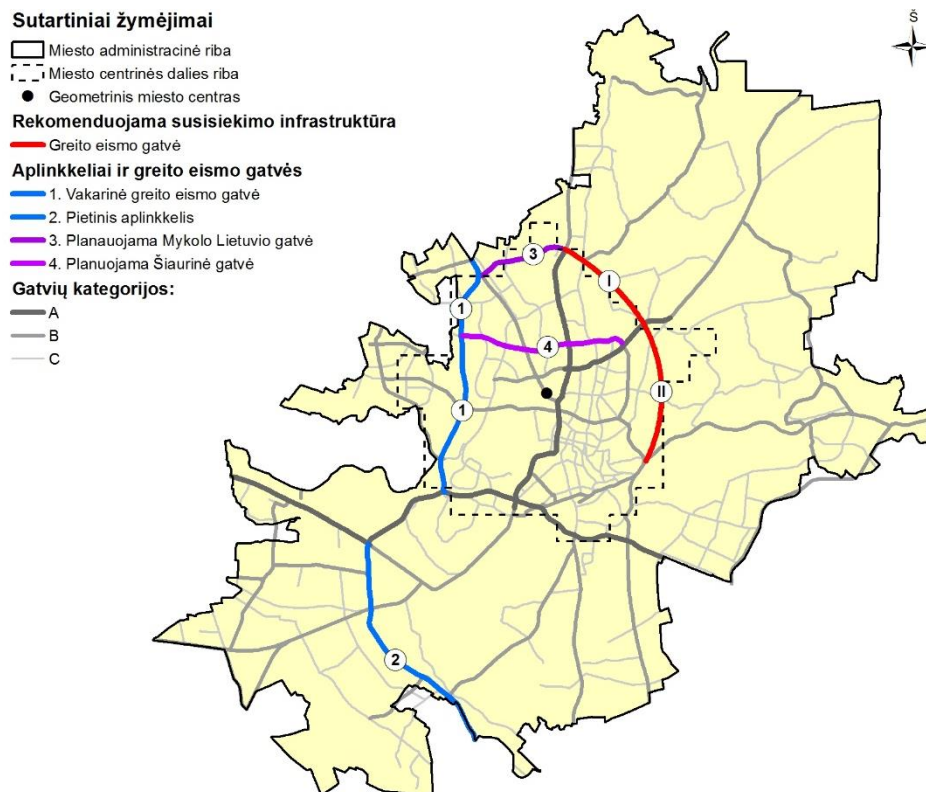 Sutartiniai žymėjimai
Miesto administracinė riba
Miesto centrinės dalies riba
Geometrinis miesto centras
Rekomenduojama susisiekimo infrastruktūra
Greito eismo gatvė
Aplinkkeliai ir greito eismo gatvės
1. Vakarinė greito eismo gatvė
2. Pietinis aplinkkelis
3. Planauojama Mykolo Lietuvio gatvė
4. Planuojama Šiaurinė gatvė
Gatvių kategorijos:
A
B
C
Š
3
I
1
4
II
1
2